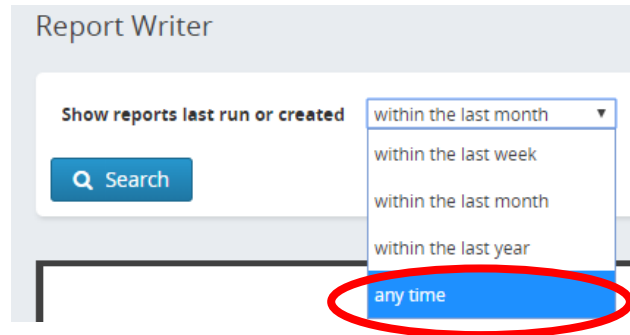 Report Writer
Show reports last run or created within the last month
within the last week
Search
within the last month
within the last year
any time